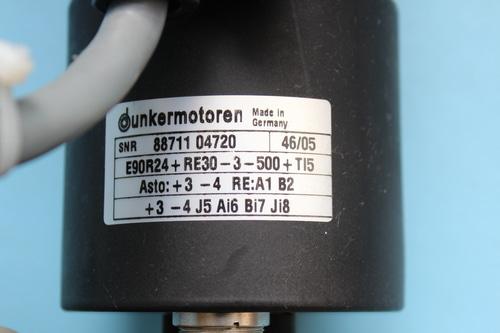 dunkermotoren Made in Germany
SNR 88711 04720 46/05
E90R24+RE30-3-500+TI5
Asto:+3 -4 RE:A1 B2
+3 -4 J5 Ai6 Bi7 Ji8